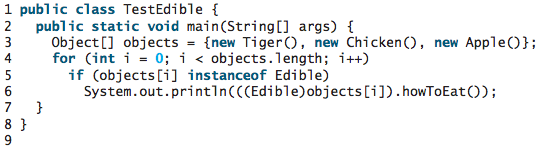 1 public class TestEdible {
2   public static void main(String[] args) {
3     Object[] objects = {new Tiger(), new Chicken(), new Apple()};
4     for (int i = 0; i < objects.length; i++)
5       if (objects[i] instanceof Edible)
6         System.out.println(((Edible)objects[i]).howToEat());
7   }
8 }
9